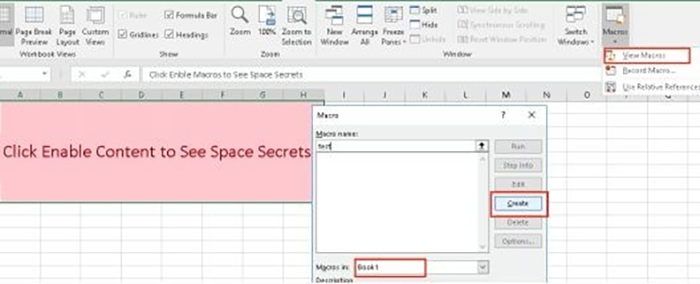 Page Break Preview
Page Layout
Custom Views
Workbook Views
Ruler
Formula Bar
Gridlines
Headings
Show
Zoom
100%
Zoom to Selection
Zoom
New Window
Arrange All
Freeze Panes
Split
Hide
Unhide
View Side by Side
Synchronous Scrolling
Reset Window Position
Window
Switch Windows
Macros
View Macros
Record Macro...
Use Relative References
fx
Click Enble Macros to See Space Secrets
A B C D E F G H I J K L M N O
Click Enable Content to See Space Secrets
Macro
? ×
Macro name:
test
Run
Step Into
Edit
Create
Delete
Options...
Macros in:
Book1
Description